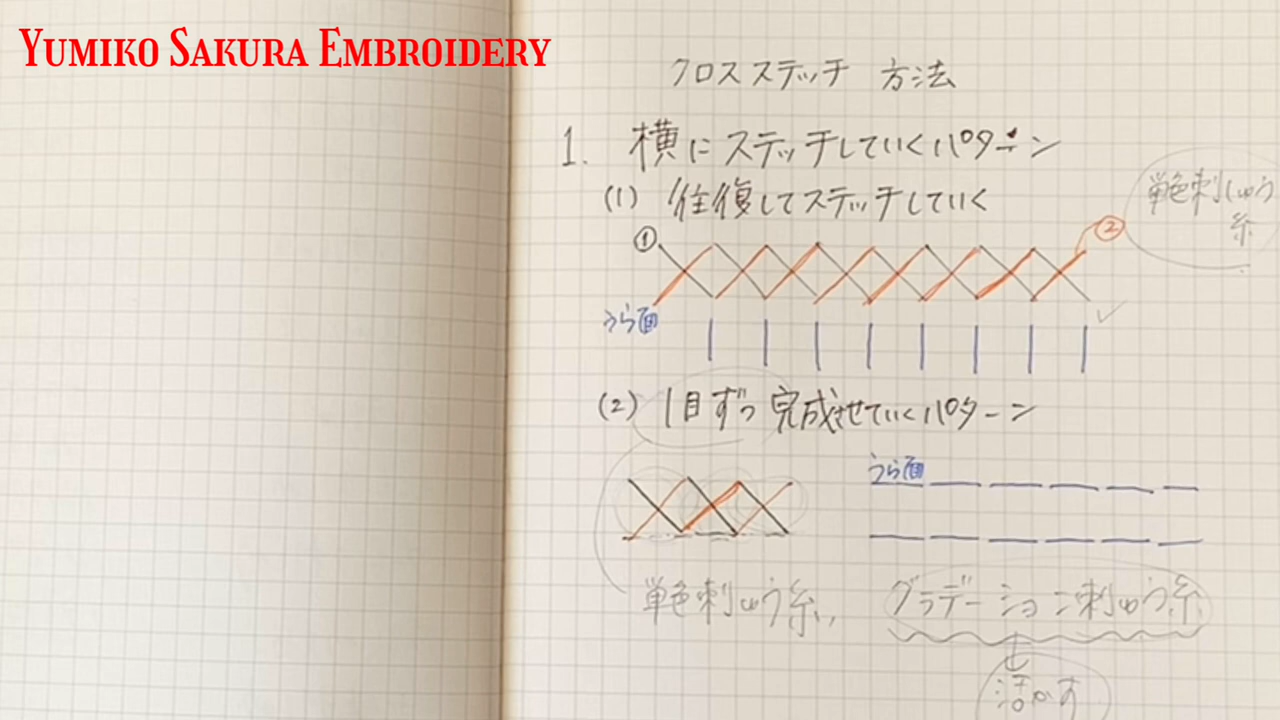 YUMIKO SAKURA EMBROIDERY
クロスステッチ 方法
1. 横にステッチしていくパターン
(1) 往復してステッチしていく
単色刺しゅう
糸
① ②
うら面
(2) 1目ずつ完成させていくパターン
うら面
単色刺しゅう糸、 グラデーション刺しゅう糸
を
活かす